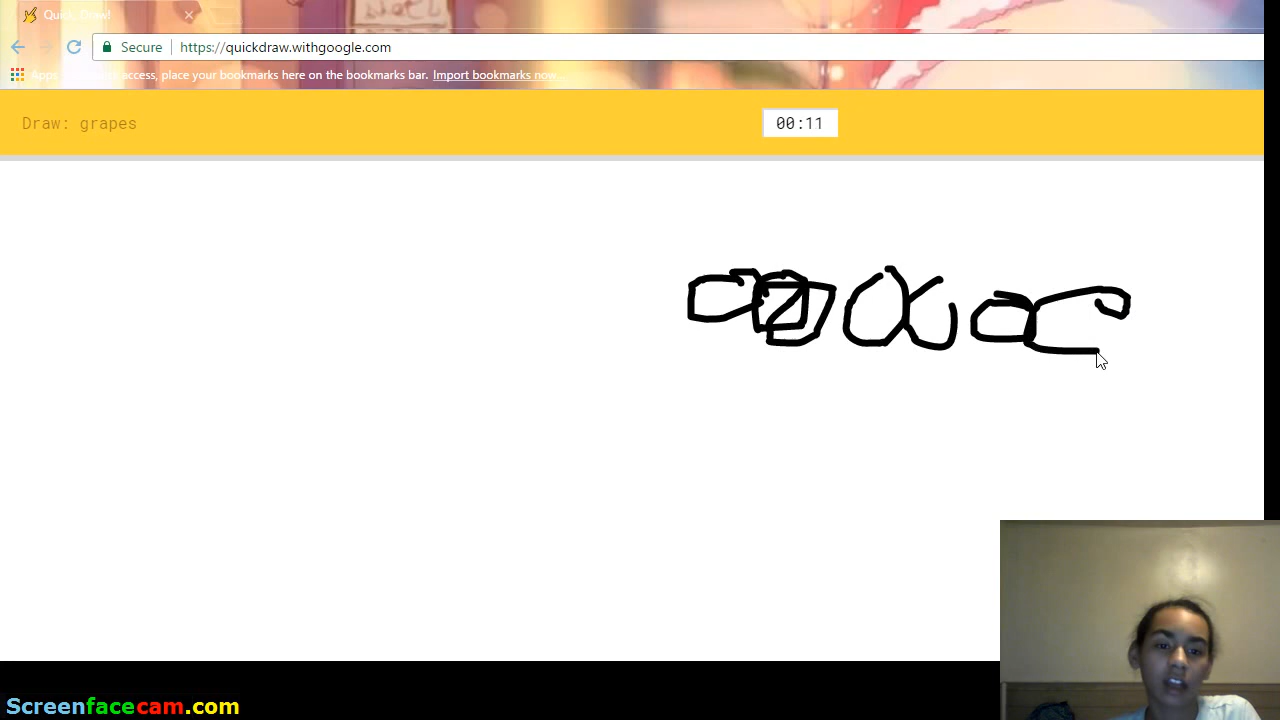 Quick, Draw!
Secure https://quickdraw.withgoogle.com
Apps access, place your bookmarks here on the bookmarks bar. Import bookmarks now...
Draw: grapes
00:11
Screenfacecam.com